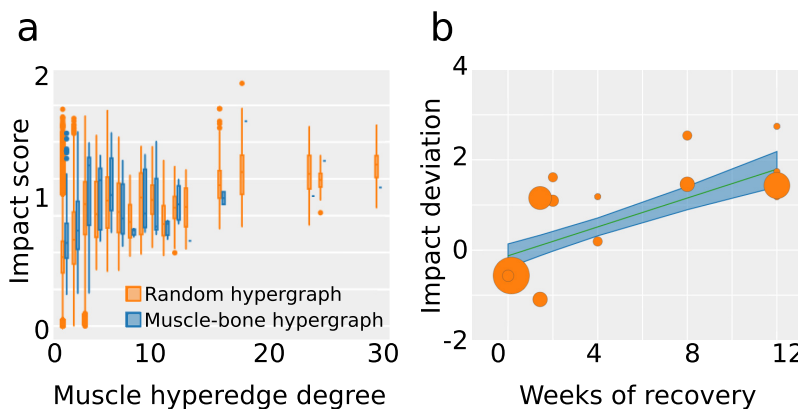 a
b
2
1
0
Impact score
Random hypergraph
Muscle-bone hypergraph
0 10 20 30
Muscle hyperedge degree
4
2
0
-2
Impact deviation
0 4 8 12
Weeks of recovery